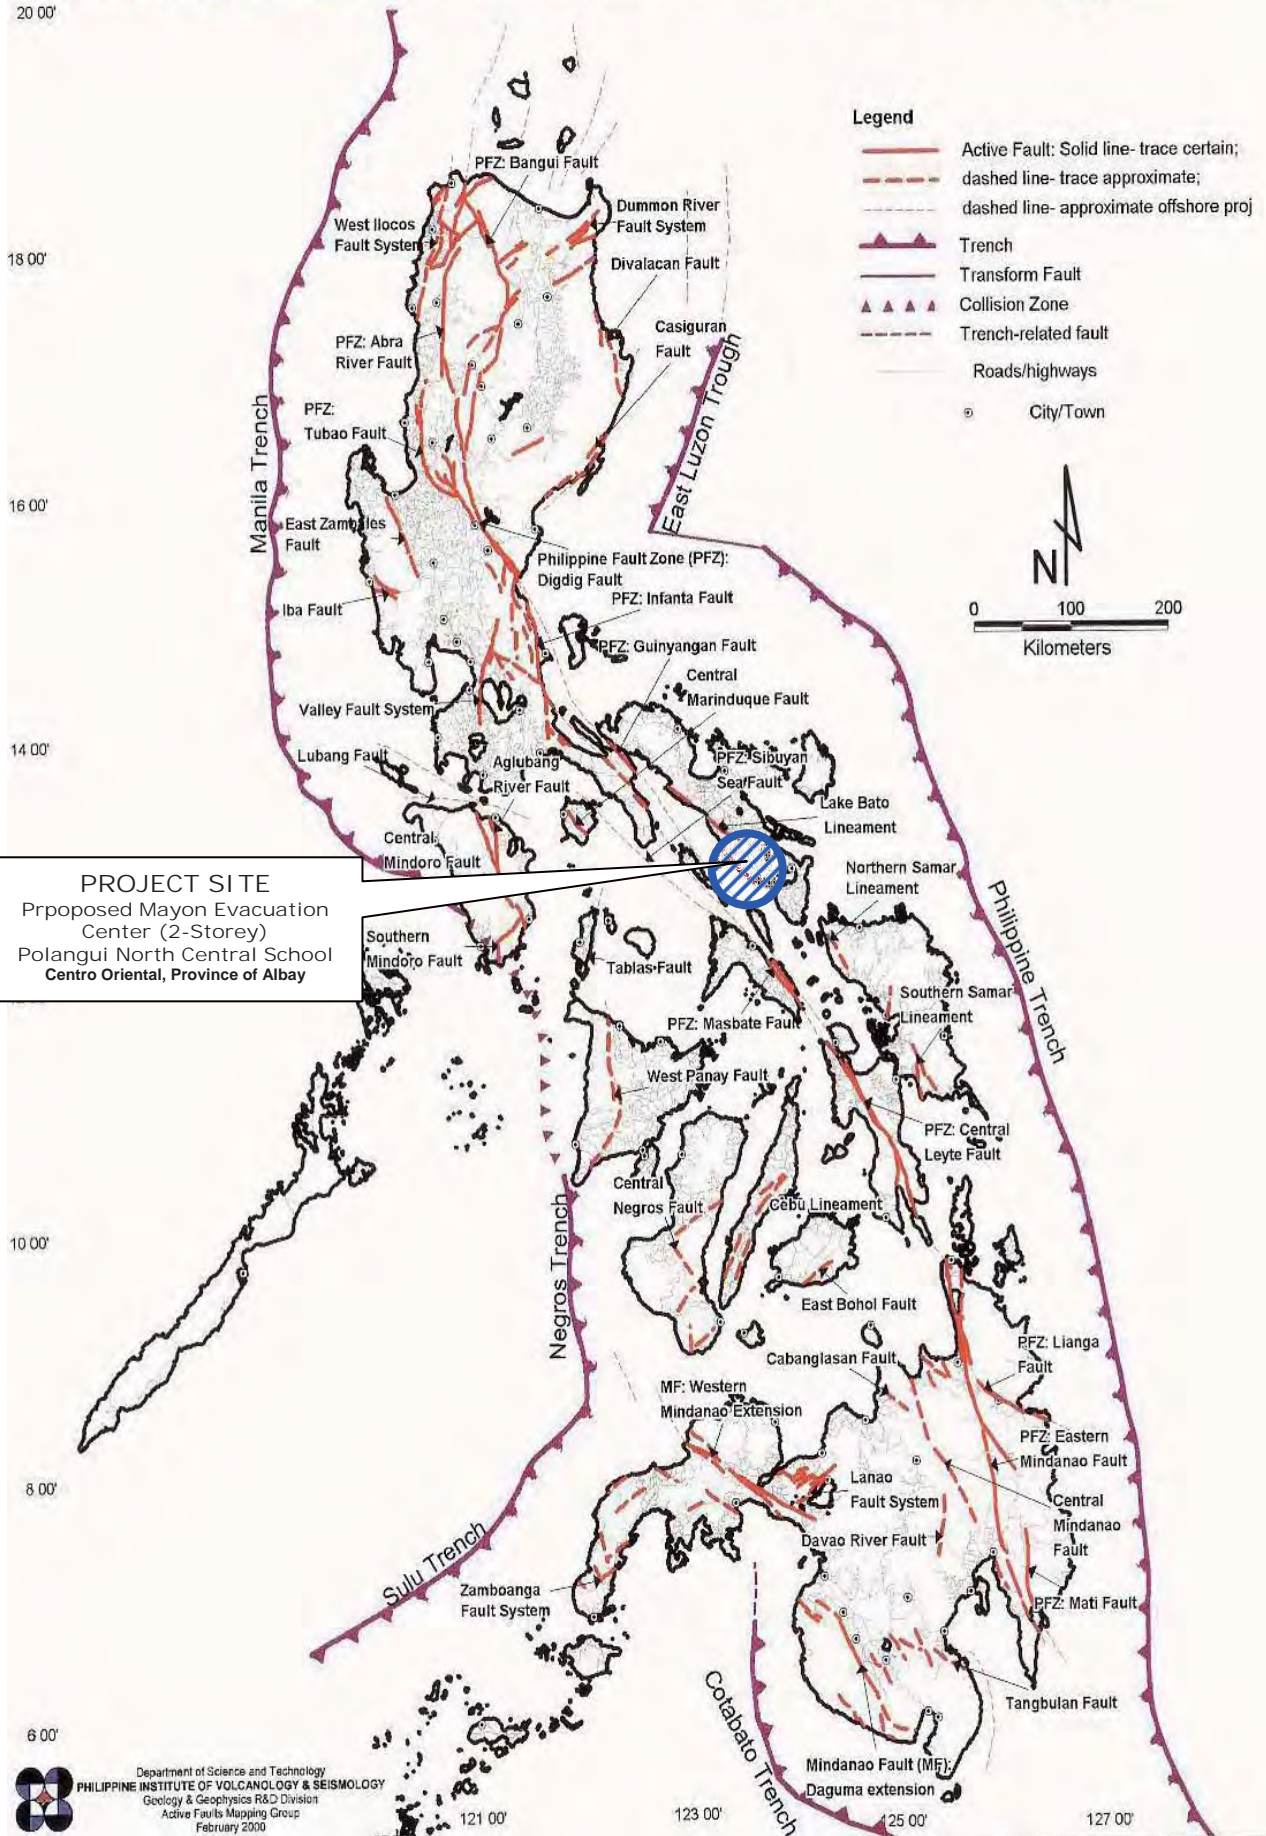 20 00'
Legend
Active Fault: Solid line- trace certain;
dashed line- trace approximate;
dashed line- approximate offshore proj
Trench
Transform Fault
Collision Zone
Trench-related fault
Roads/highways
City/Town
PFZ: Bangui Fault
West Ilocos
Fault System
Dummon River
Fault System
18 00'
Divalacan Fault
Casiguran
Fault
PFZ: Abra
River Fault
PFZ:
Tubao Fault
Manila Trench
East Luzon Trough
16 00'
East Zambales
Fault
Iba Fault
Philippine Fault Zone (PFZ):
Digdig Fault
PFZ: Infanta Fault
N
0 100 200
Kilometers
PFZ: Guinyangan Fault
Central
Marinduque Fault
Valley Fault System
14 00'
Lubang Fault
Aglubang
River Fault
PFZ: Sibuyan
Sea Fault
Lake Bato
Lineament
Central
Mindoro Fault
Northern Samar
Lineament
PROJECT SITE
Prpoposed Mayon Evacuation
Center (2-Storey)
Polangui North Central School
Centro Oriental, Province of Albay
Southern
Mindoro Fault
Tablas Fault
Philippine Trench
Southern Samar
Lineament
PFZ: Masbate Fault
West Panay Fault
PFZ: Central
Leyte Fault
Central
Negros Fault
Cebu Lineament
10 00'
Negros Trench
East Bohol Fault
Cabanglasan Fault
PFZ: Lianga
Fault
MF: Western
Mindanao Extension
PFZ: Eastern
Mindanao Fault
8 00'
Lanao
Fault System
Central
Mindanao
Fault
Davao River Fault
Sulu Trench
Zamboanga
Fault System
PFZ: Mati Fault
Tangbulan Fault
Cotabato Trench
6 00'
Mindanao Fault (MF):
Daguma extension
Department of Science and Technology
PHILIPPINE INSTITUTE OF VOLCANOLOGY & SEISMOLOGY
Geology & Geophysics R&D Division
Active Faults Mapping Group
February 2000
121 00'
123 00'
125 00'
127 00'